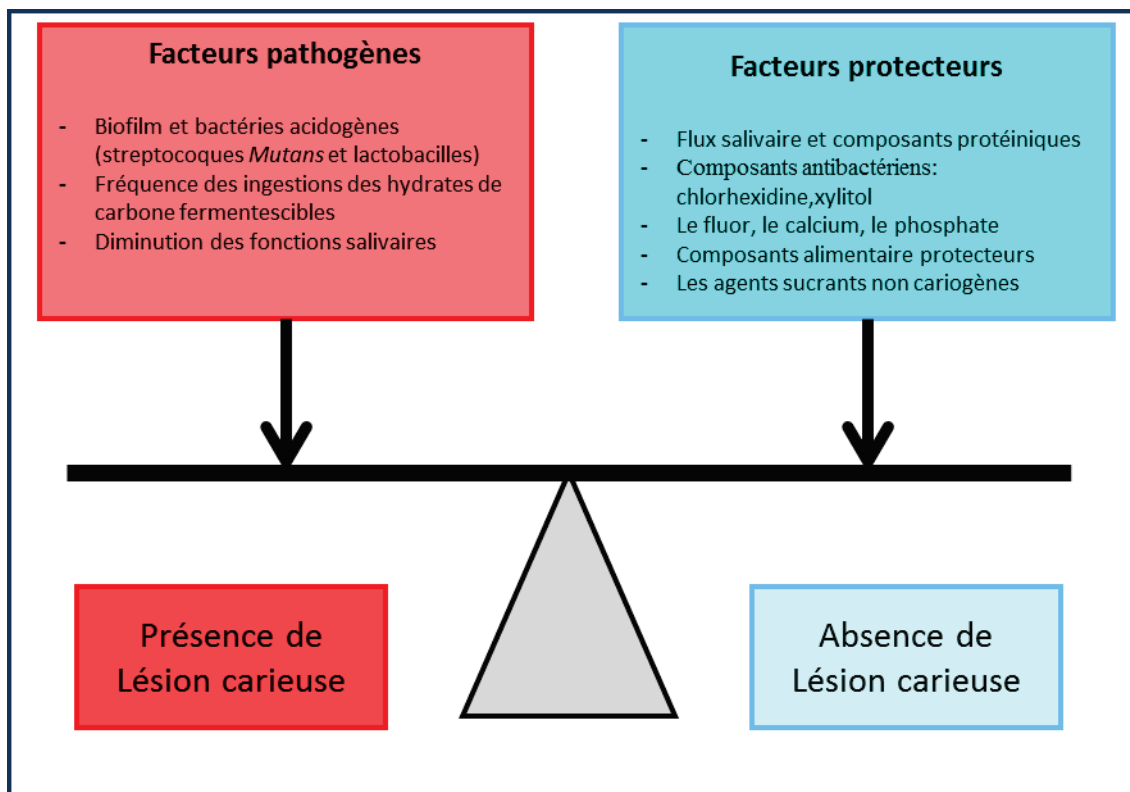 Facteurs pathogènes
- Biofilm et bactéries acidogènes
(streptocoques Mutans et lactobacilles)
- Fréquence des ingestions des hydrates de
carbone fermentescibles
- Diminution des fonctions salivaires
Facteurs protecteurs
- Flux salivaire et composants protéiniques
- Composants antibactériens:
chlorhexidine,xylitol
- Le fluor, le calcium, le phosphate
- Composants alimentaire protecteurs
- Les agents sucrants non cariogènes
Présence de
Lésion carieuse
Absence de
Lésion carieuse